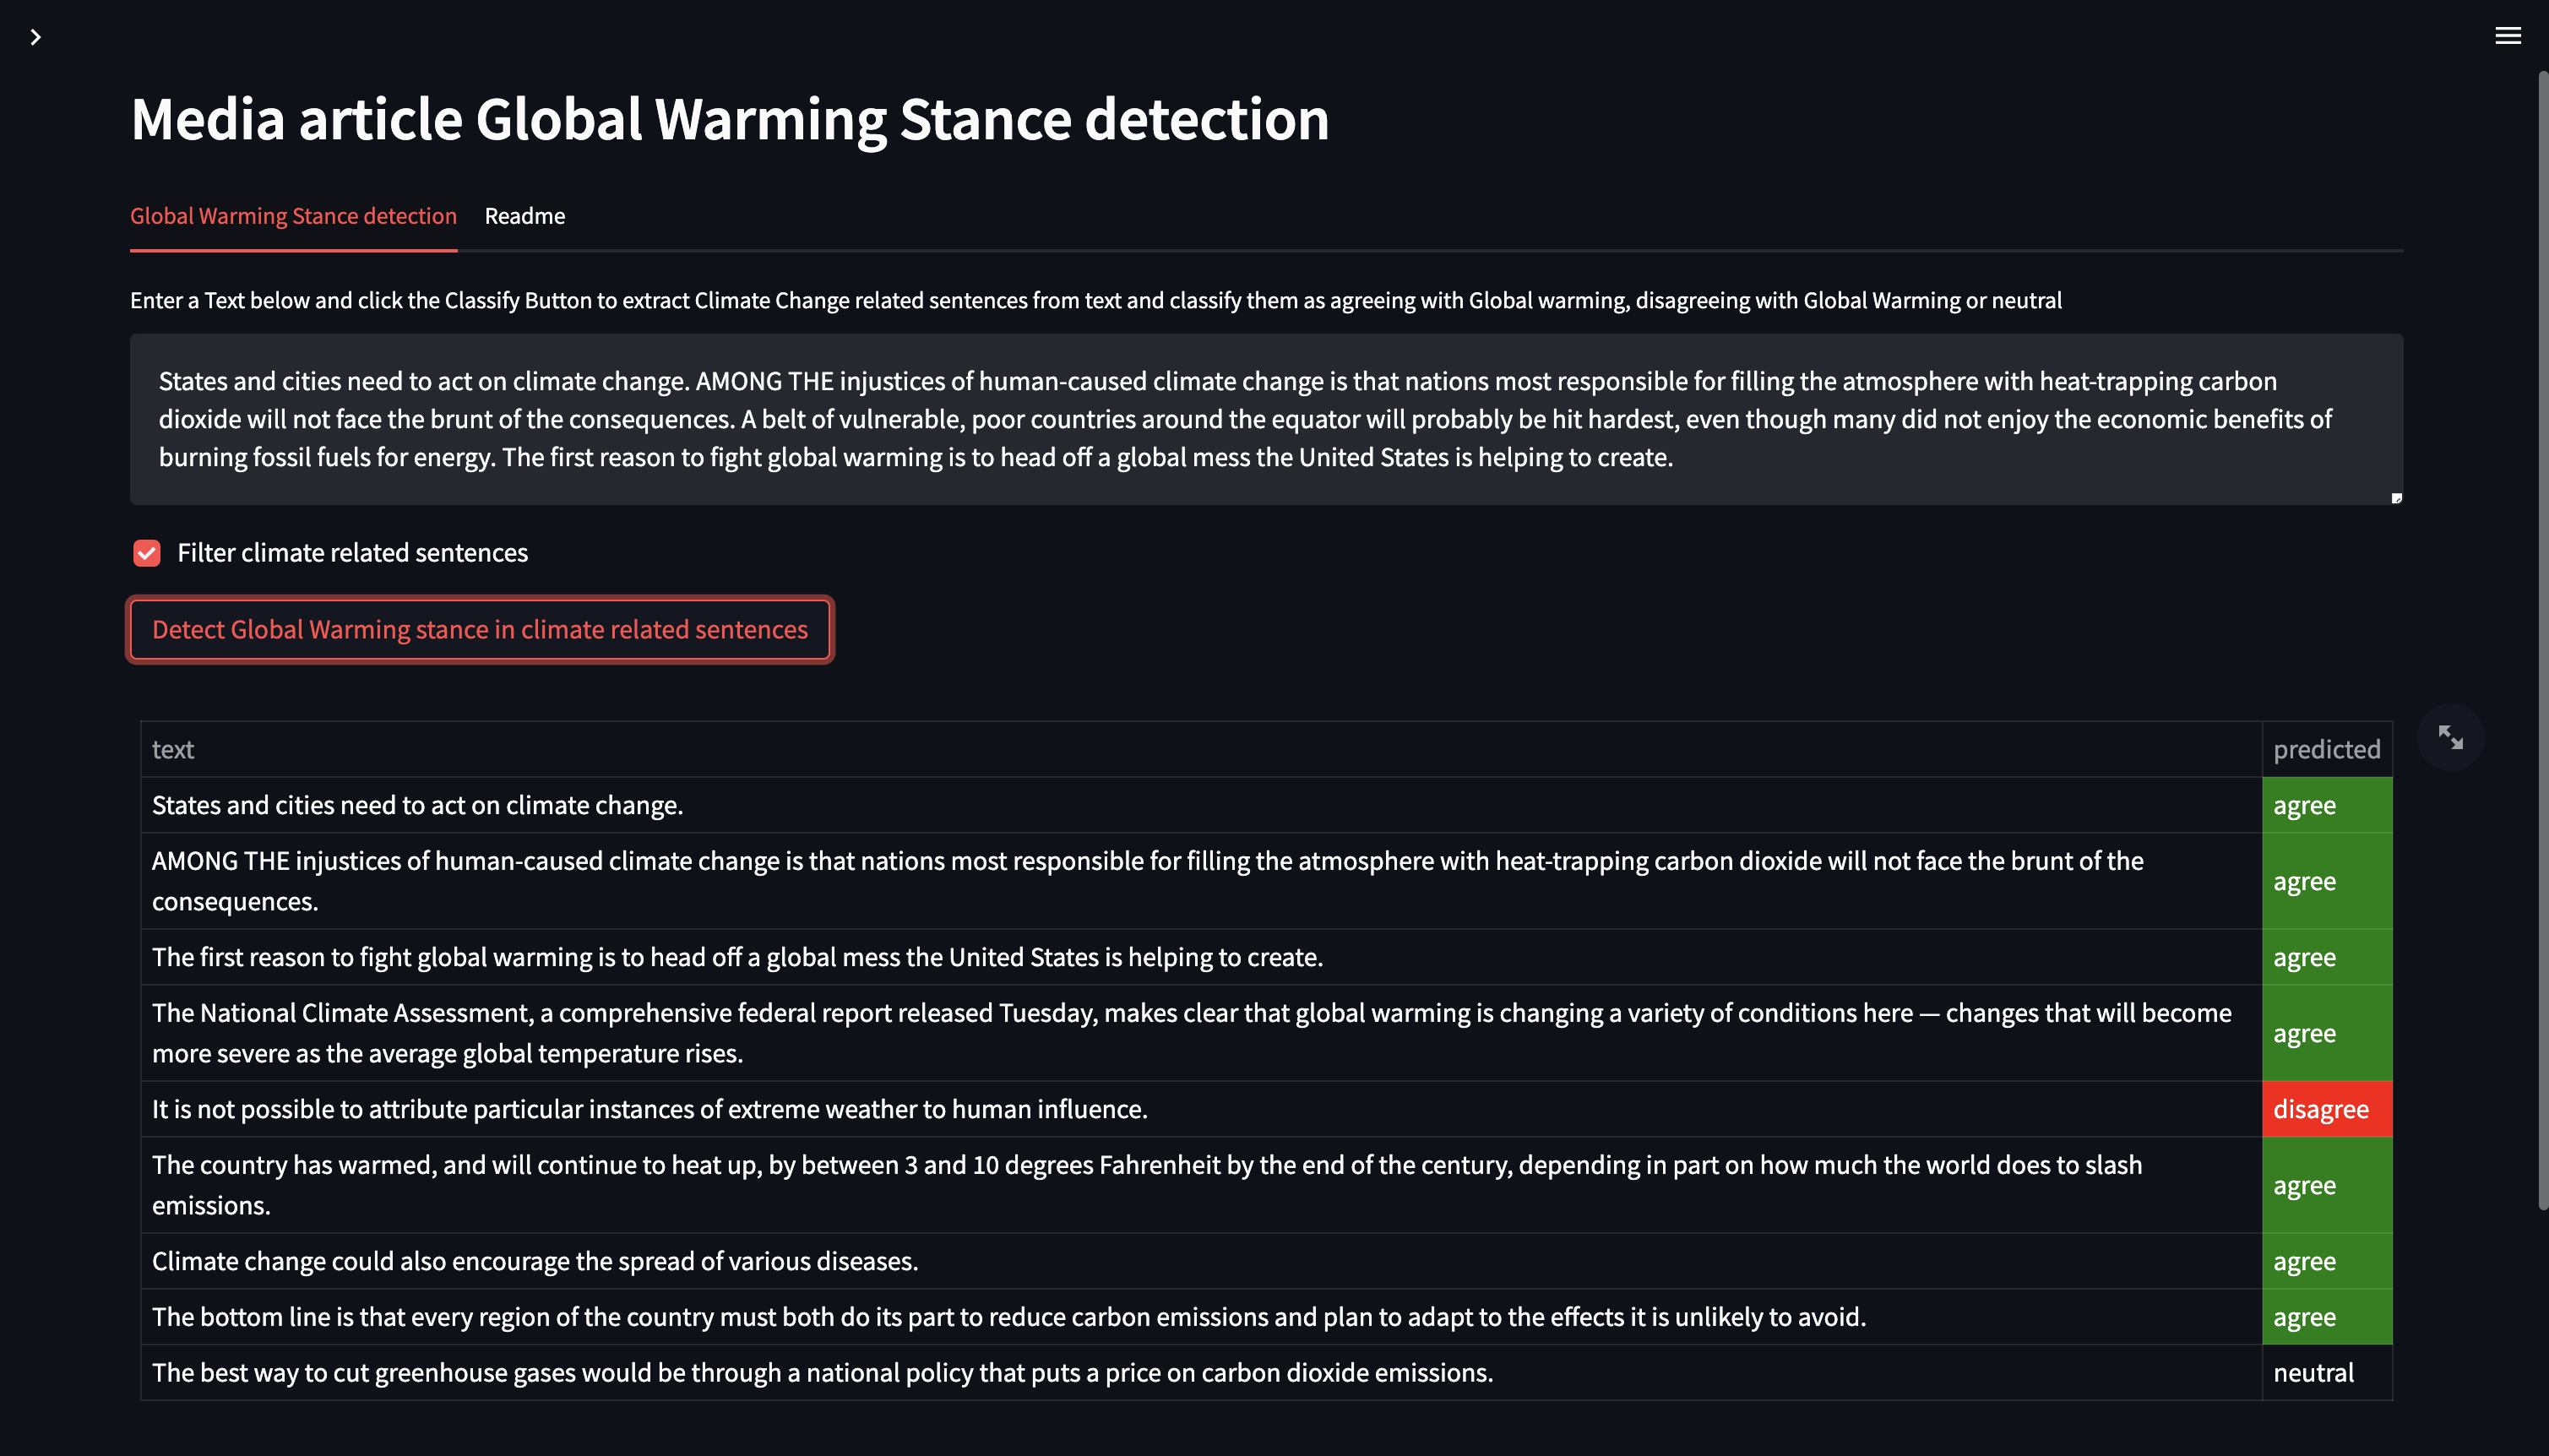 Media article Global Warming Stance detection
Global Warming Stance detection Readme
Enter a Text below and click the Classify Button to extract Climate Change related sentences from text and classify them as agreeing with Global warming, disagreeing with Global Warming or neutral
States and cities need to act on climate change. AMONG THE injustices of human-caused climate change is that nations most responsible for filling the atmosphere with heat-trapping carbon
dioxide will not face the brunt of the consequences. A belt of vulnerable, poor countries around the equator will probably be hit hardest, even though many did not enjoy the economic benefits of
burning fossil fuels for energy. The first reason to fight global warming is to head off a global mess the United States is helping to create.
Filter climate related sentences
Detect Global Warming stance in climate related sentences
text predicted
States and cities need to act on climate change. agree
AMONG THE injustices of human-caused climate change is that nations most responsible for filling the atmosphere with heat-trapping carbon dioxide will not face the brunt of the
consequences. agree
The first reason to fight global warming is to head off a global mess the United States is helping to create. agree
The National Climate Assessment, a comprehensive federal report released Tuesday, makes clear that global warming is changing a variety of conditions here — changes that will become
more severe as the average global temperature rises. agree
It is not possible to attribute particular instances of extreme weather to human influence. disagree
The country has warmed, and will continue to heat up, by between 3 and 10 degrees Fahrenheit by the end of the century, depending in part on how much the world does to slash
emissions. agree
Climate change could also encourage the spread of various diseases. agree
The bottom line is that every region of the country must both do its part to reduce carbon emissions and plan to adapt to the effects it is unlikely to avoid. agree
The best way to cut greenhouse gases would be through a national policy that puts a price on carbon dioxide emissions. neutral